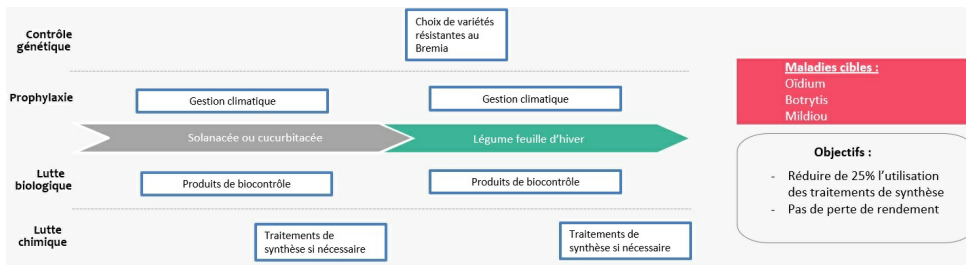 Contrôle
génétique
Choix de variétés
résistantes au
Bremia
Prophylaxie
Gestion climatique
Gestion climatique
Solanacée ou cucurbitacée
Légume feuille d'hiver
Lutte
biologique
Produits de biocontrôle
Produits de biocontrôle
Lutte
chimique
Traitements de
synthèse si nécessaire
Traitements de
synthèse si nécessaire
Maladies cibles :
Oïdium
Botrytis
Mildiou
Objectifs :
- Réduire de 25% l'utilisation
des traitements de synthèse
- Pas de perte de rendement